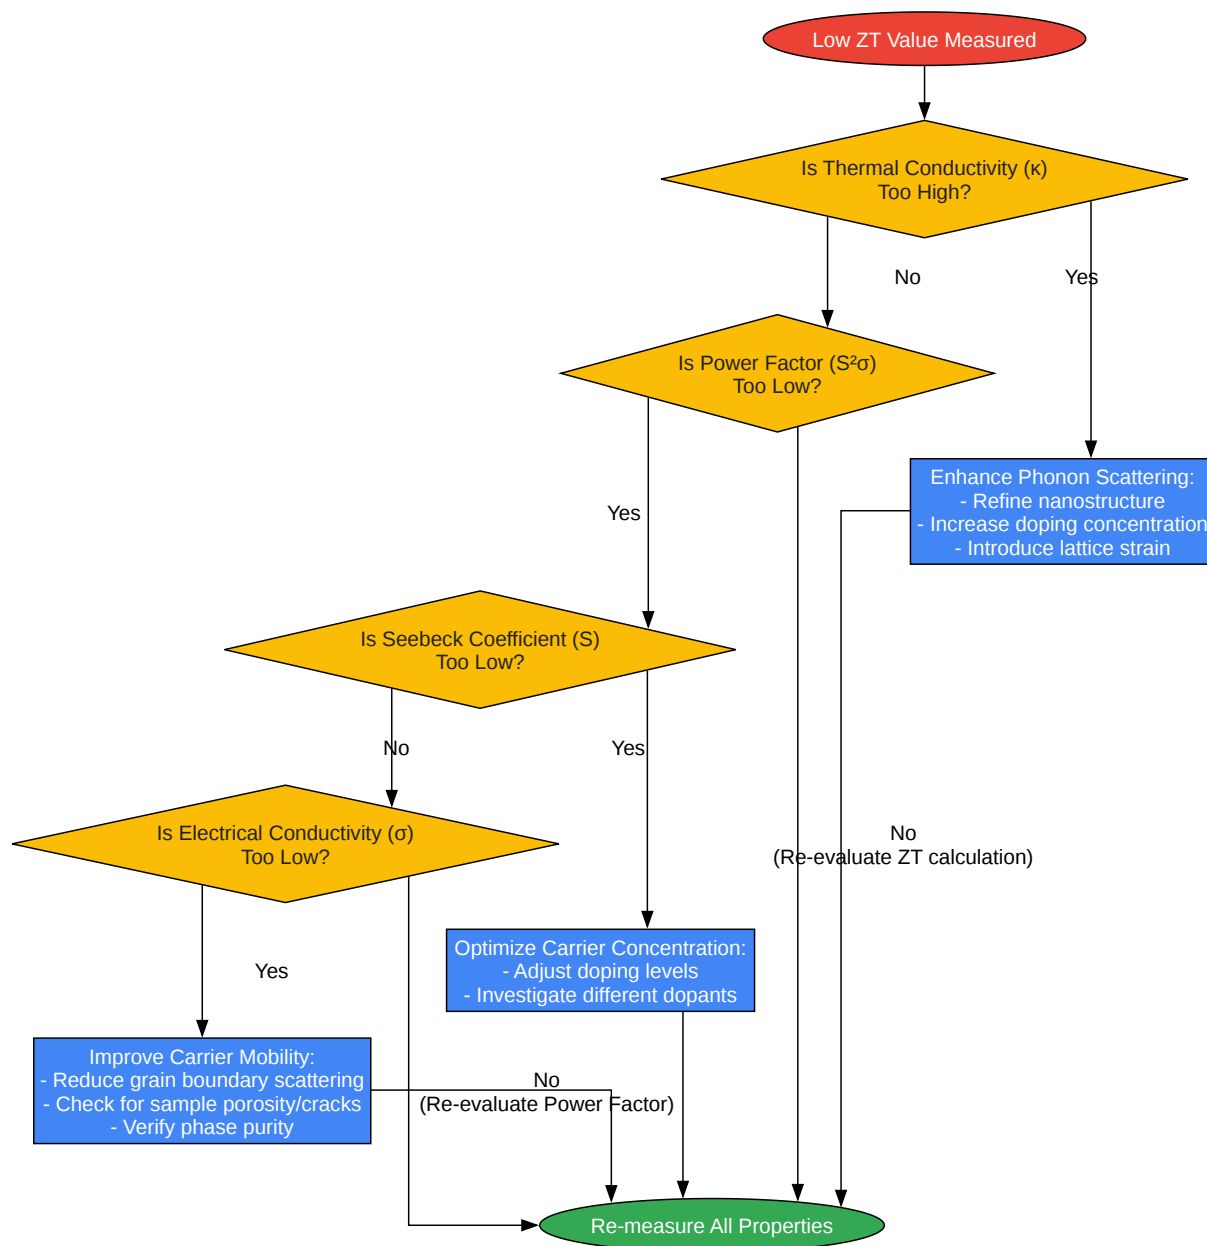 Low ZT Value Measured
Is Thermal Conductivity (κ)
Too High?
No
Yes
Is Power Factor (S²σ)
Too Low?
Enhance Phonon Scattering:
- Refine nanostructure
- Increase doping concentration
- Introduce lattice strain
Yes
Is Seebeck Coefficient (S)
Too Low?
No
Yes
Is Electrical Conductivity (σ)
Too Low?
No
(Re-evaluate ZT calculation)
Optimize Carrier Concentration:
- Adjust doping levels
- Investigate different dopants
Yes
Improve Carrier Mobility:
- Reduce grain boundary scattering
- Check for sample porosity/cracks
- Verify phase purity
No
(Re-evaluate Power Factor)
Re-measure All Properties